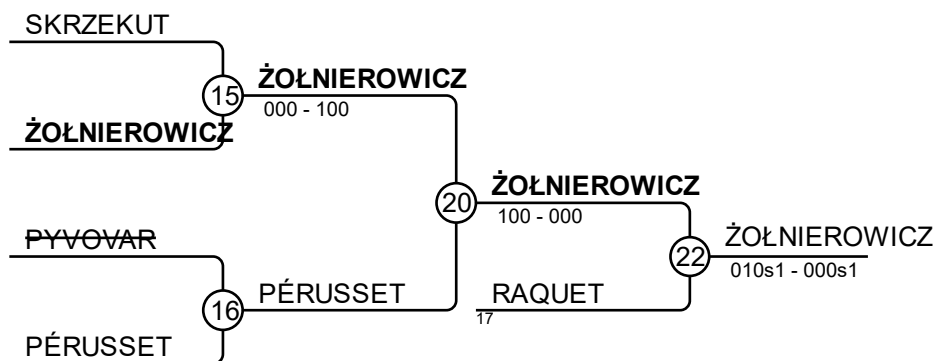 SKRZEKUT
15
ŻOŁNIEROWICZ
000 - 100
ŻOŁNIEROWICZ
20
ŻOŁNIEROWICZ
100 - 000
PYVOVAR
22
ŻOŁNIEROWICZ
010s1 - 000s1
16
PÉRUSSET
RAQUET
17
PÉRUSSET